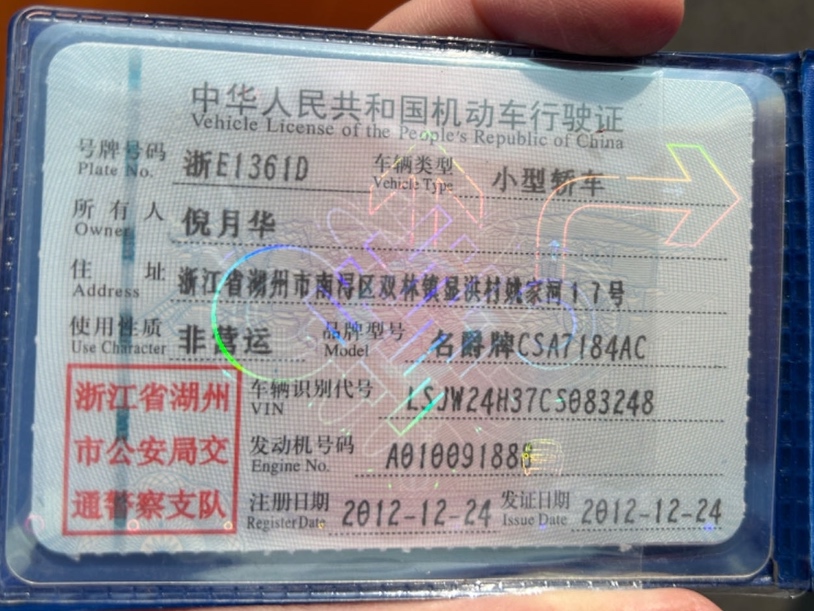 中华人民共和国机动车行驶证
Vehicle License of the People's Republic of China
号牌号码 浙E1361D 车辆类型 小型轿车
Plate No. Vehicle Type
所有人 倪月华
Owner
住址 浙江省湖州市南浔区双林镇显洪村姚家河17号
Address
使用性质 非营运 品牌型号 名爵牌CSA7184AC
Use Character Model
浙江省湖州
市公安局交
通警察支队
车辆识别代号 LSJW24H37CS083248
VIN
发动机号码
Engine No.
注册日期 2012-12-24 发证日期 2012-12-24
Register Date Issue Date